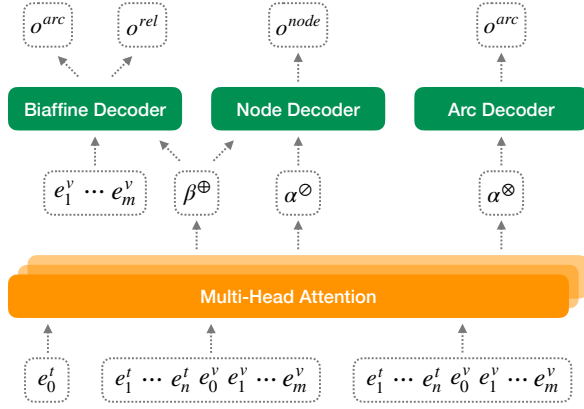 o^arc o^rel o^node o^arc
Biaffine Decoder Node Decoder Arc Decoder
e_1^v ⋯ e_m^v β^⊕ α^⊘ α^⊗
Multi-Head Attention
e_0^t e_1^t ⋯ e_n^t e_0^v e_1^v ⋯ e_m^v e_1^t ⋯ e_n^t e_0^v e_1^v ⋯ e_m^v